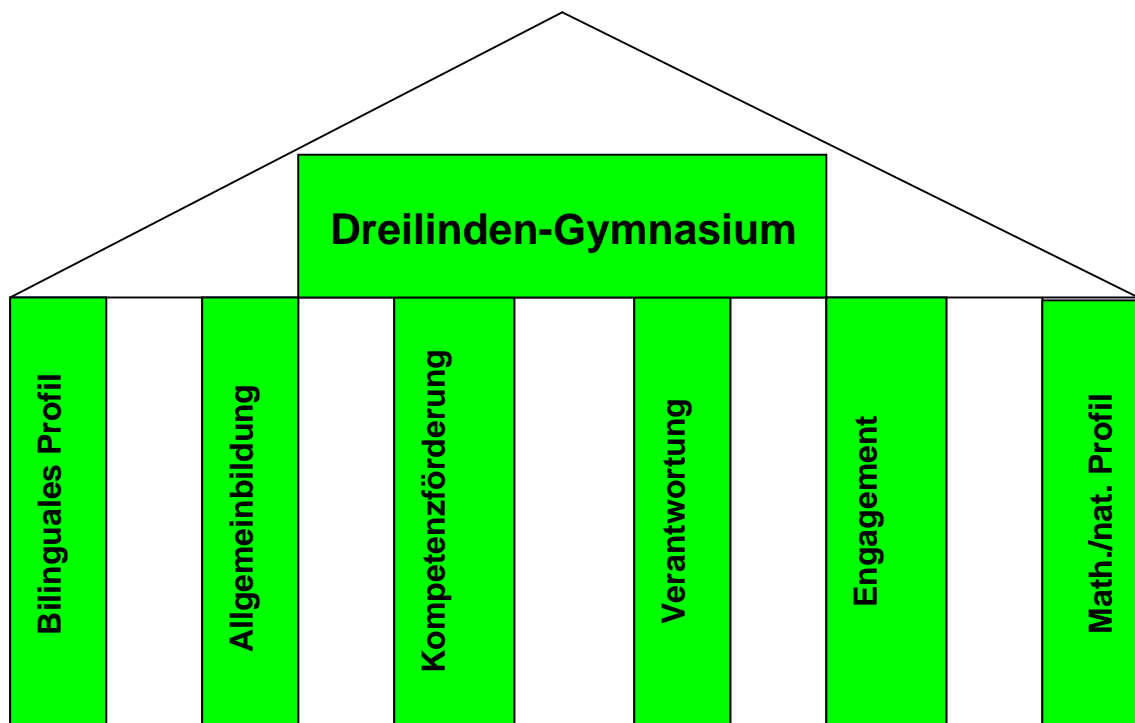 Dreilinden-Gymnasium
Bilinguales Profil
Allgemeinbildung
Kompetenzförderung
Verantwortung
Engagement
Math./nat. Profil